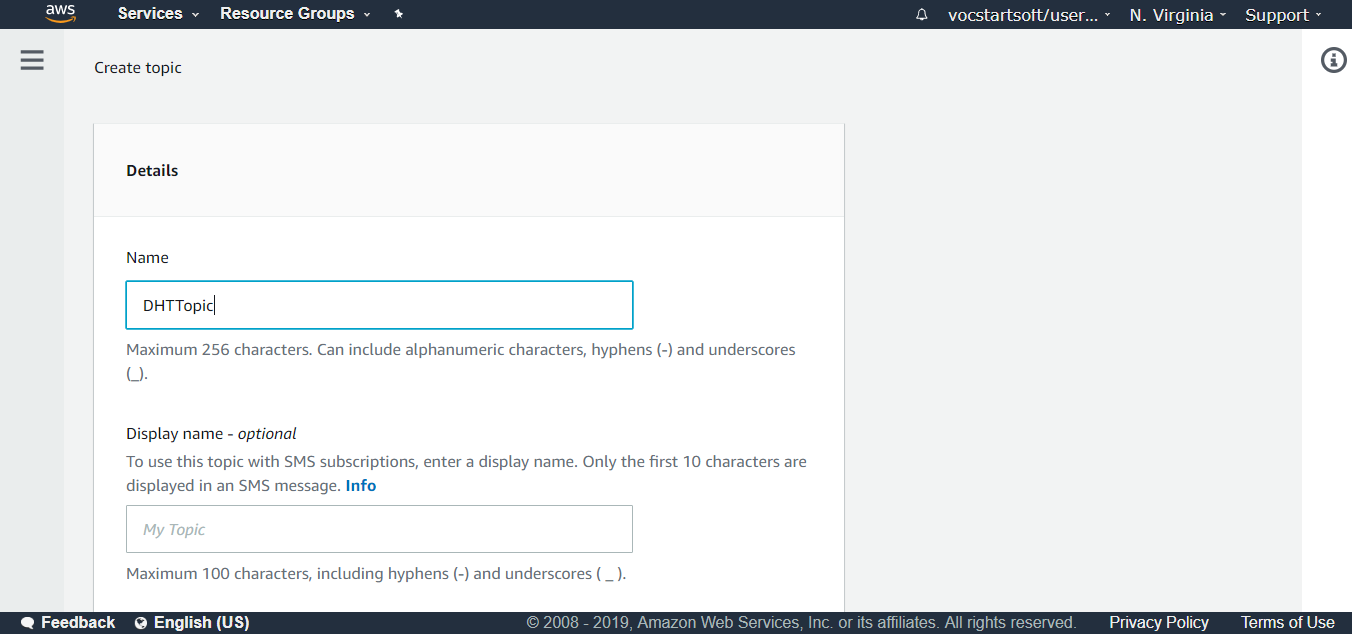 aws Services Resource Groups vocstartsoft/user... N. Virginia Support
Create topic
Details
Name
DHTTopic
Maximum 256 characters. Can include alphanumeric characters, hyphens (-) and underscores
(_).
Display name - optional
To use this topic with SMS subscriptions, enter a display name. Only the first 10 characters are
displayed in an SMS message. Info
My Topic
Maximum 100 characters, including hyphens (-) and underscores ( _ ).
Feedback English (US) © 2008 - 2019, Amazon Web Services, Inc. or its affiliates. All rights reserved. Privacy Policy Terms of Use